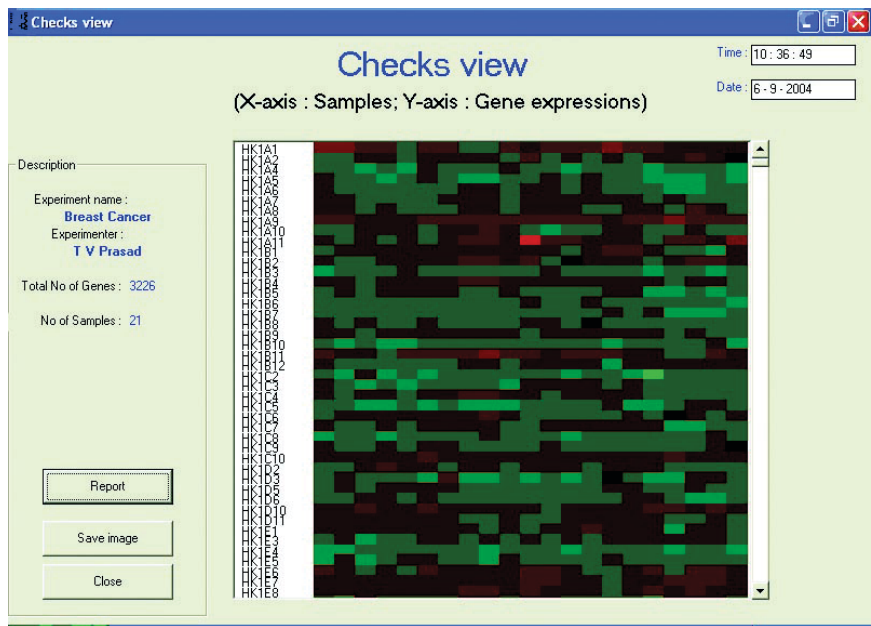 Checks view
Checks view
(X-axis : Samples; Y-axis : Gene expressions)
Time : 10 : 36 : 49
Date : 6 - 9 - 2004
Description
Experiment name :
Breast Cancer
Experimenter :
T V Prasad
Total No of Genes : 3226
No of Samples : 21
Report
Save image
Close
HK1A1
HK1A2
HK1A4
HK1A5
HK1A6
HK1A7
HK1A8
HK1A9
HK1A10
HK1A11
HK1B1
HK1B2
HK1B3
HK1B4
HK1B5
HK1B6
HK1B7
HK1B8
HK1B9
HK1B10
HK1B11
HK1B12
HK1C2
HK1C3
HK1C4
HK1C5
HK1C6
HK1C7
HK1C8
HK1C9
HK1C10
HK1D2
HK1D3
HK1D5
HK1D6
HK1D10
HK1D11
HK1E1
HK1E3
HK1E4
HK1E5
HK1E6
HK1E7
HK1E8